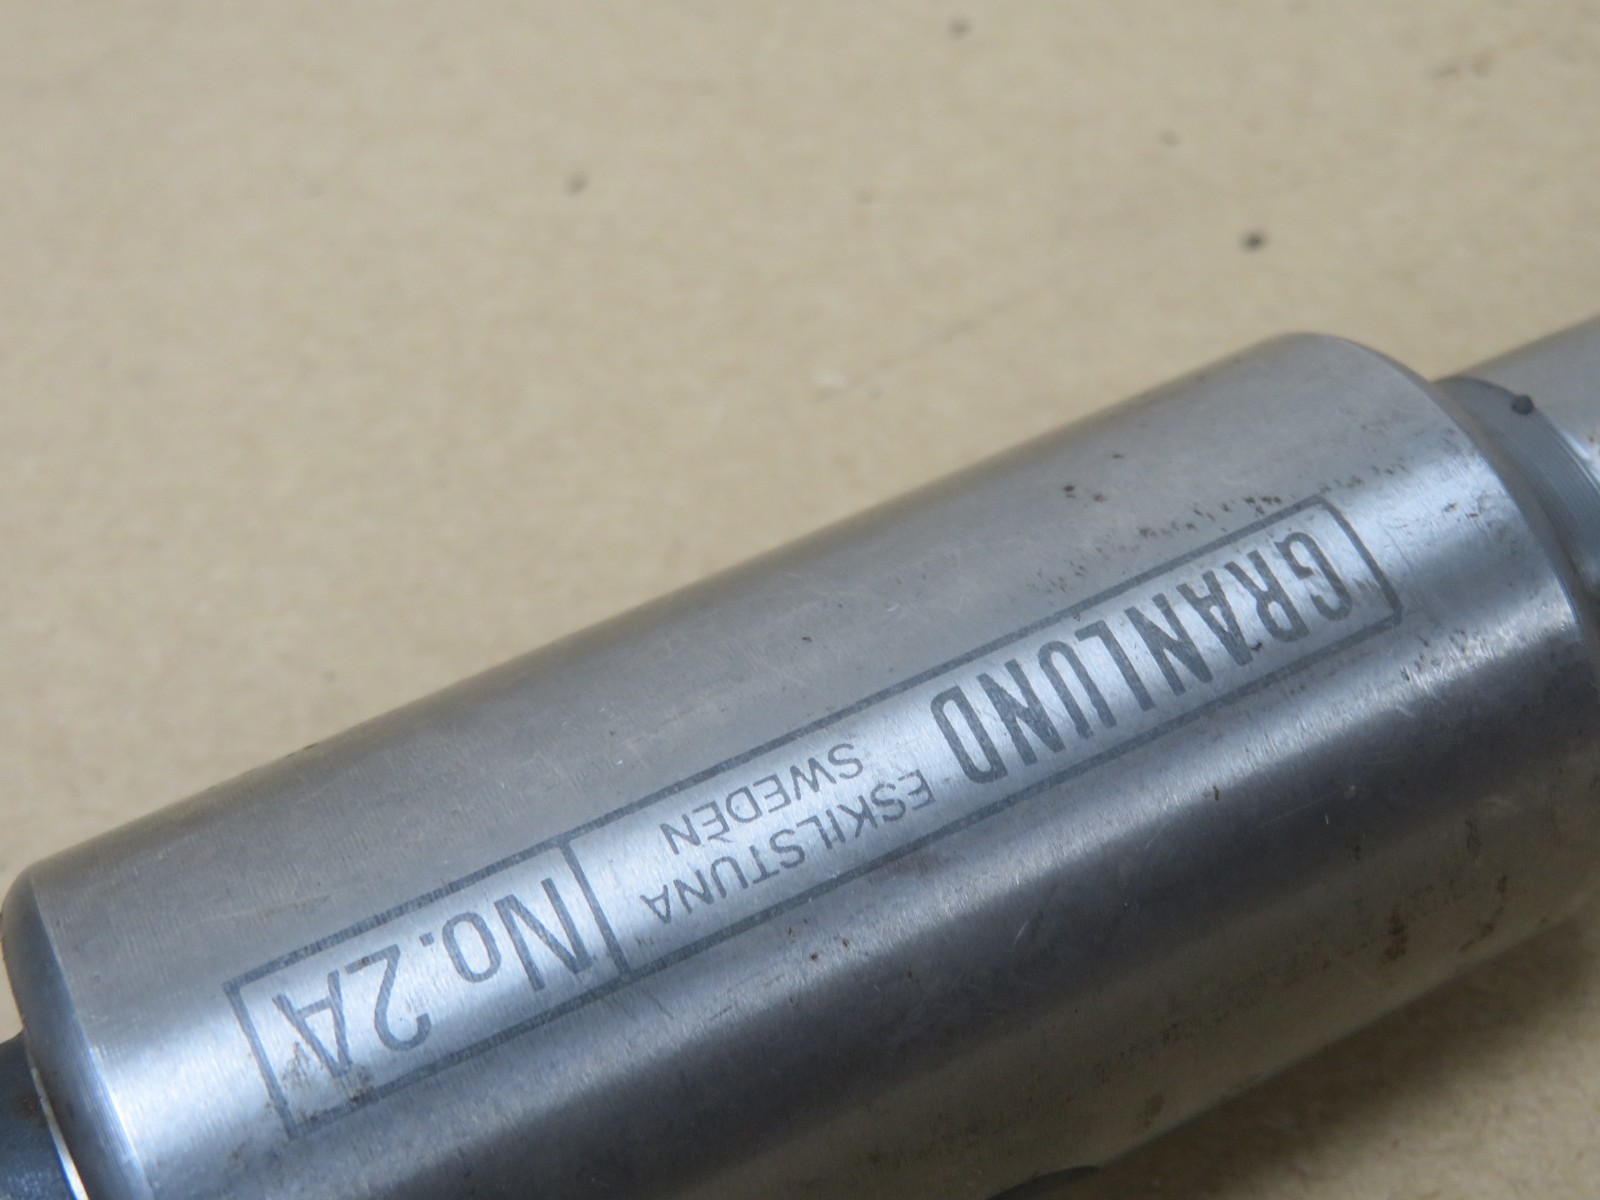 GRANLUND
ESKILSTUNA
SWEDEN
No. 2A